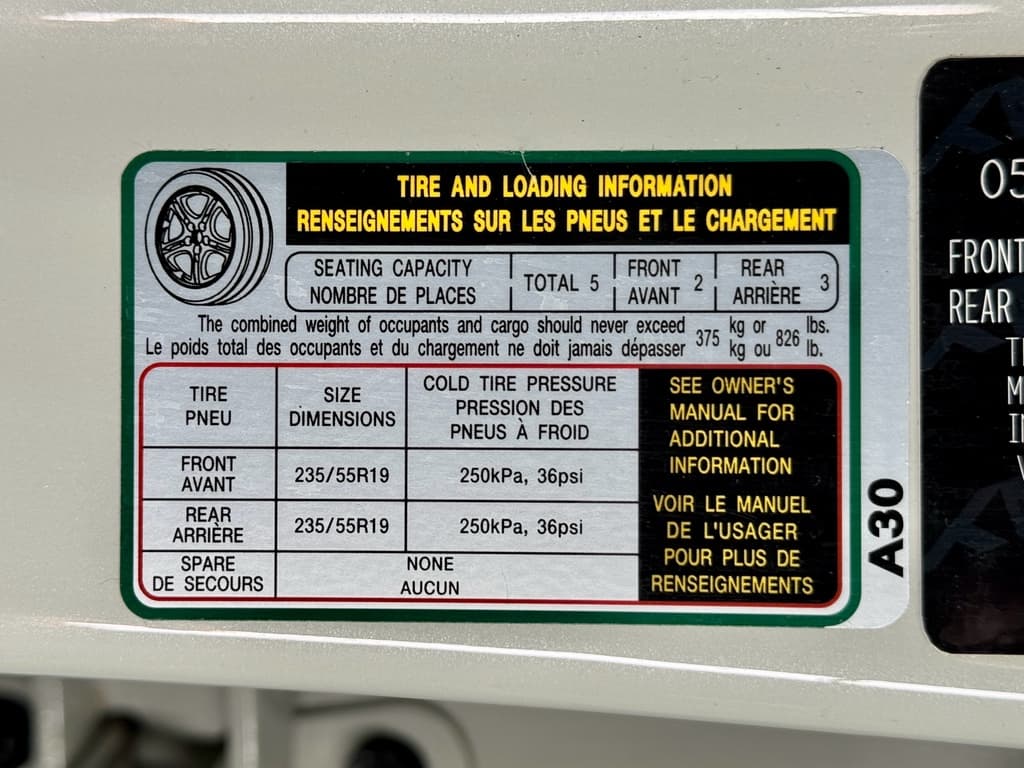 TIRE AND LOADING INFORMATION
RENSEIGNEMENTS SUR LES PNEUS ET LE CHARGEMENT
SEATING CAPACITY
NOMBRE DE PLACES
TOTAL 5
FRONT
AVANT 2
REAR
ARRIÈRE 3
The combined weight of occupants and cargo should never exceed 375 kg or 826 lbs.
Le poids total des occupants et du chargement ne doit jamais dépasser 375 kg ou 826 lb.
TIRE
PNEU
SIZE
DIMENSIONS
COLD TIRE PRESSURE
PRESSION DES
PNEUS À FROID
FRONT
AVANT
235/55R19
250kPa, 36psi
REAR
ARRIÈRE
235/55R19
250kPa, 36psi
SPARE
DE SECOURS
NONE
AUCUN
SEE OWNER'S
MANUAL FOR
ADDITIONAL
INFORMATION
VOIR LE MANUEL
DE L'USAGER
POUR PLUS DE
RENSEIGNEMENTS
A30
05
FRONT
REAR